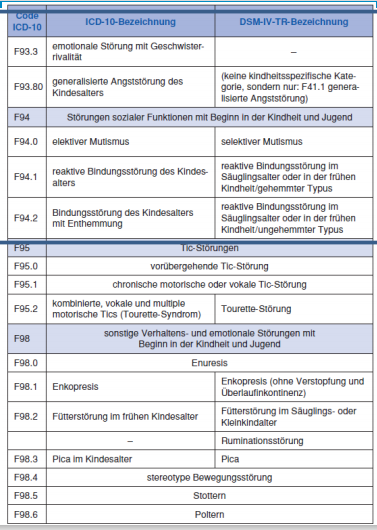 Code
ICD-10
ICD-10-Bezeichnung
DSM-IV-TR-Bezeichnung
F93.3
emotionale Störung mit Geschwister-
rivalität
–
F93.80
generalisierte Angststörung des
Kindesalters
(keine kindheitsspezifische Kate-
gorie, sondern nur: F41.1 genera-
lisierte Angststörung)
F94
Störungen sozialer Funktionen mit Beginn in der Kindheit und Jugend
F94.0
elektiver Mutismus
selektiver Mutismus
F94.1
reaktive Bindungsstörung des Kindes-
alters
reaktive Bindungsstörung im
Säuglingsalter oder in der frühen
Kindheit/gehemmter Typus
F94.2
Bindungsstörung des Kindesalters
mit Enthemmung
reaktive Bindungsstörung im
Säuglingsalter oder in der frühen
Kindheit/ungehemmter Typus
F95
Tic-Störungen
F95.0
vorübergehende Tic-Störung
F95.1
chronische motorische oder vokale Tic-Störung
F95.2
kombinierte, vokale und multiple
motorische Tics (Tourette-Syndrom)
Tourette-Störung
F98
sonstige Verhaltens- und emotionale Störungen mit
Beginn in der Kindheit und Jugend
F98.0
Enuresis
F98.1
Enkopresis
Enkopresis (ohne Verstopfung und
Überlaufinkontinenz)
F98.2
Fütterstörung im frühen Kindesalter
Fütterstörung im Säuglings- oder
Kleinkindalter
–
Ruminationsstörung
F98.3
Pica im Kindesalter
Pica
F98.4
stereotype Bewegungsstörung
F98.5
Stottern
F98.6
Poltern